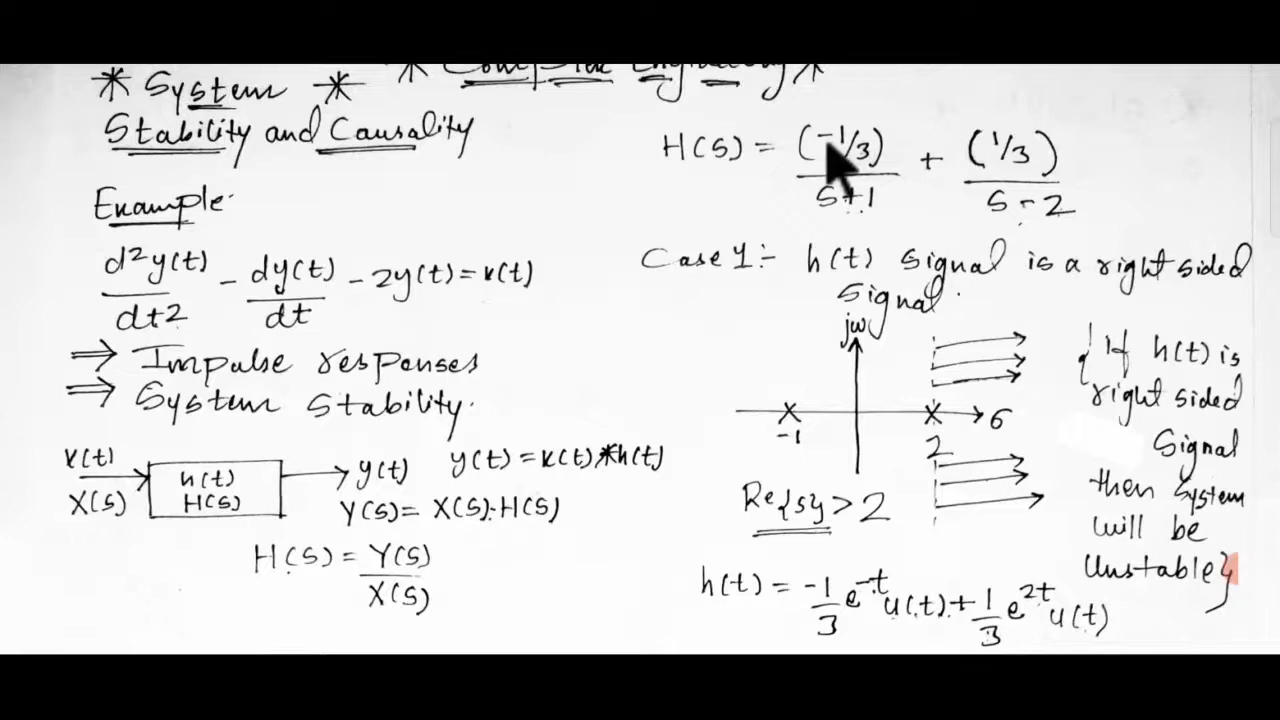 * Complete Engineering *
* System *
Stability and Causality
Example:
d²y(t)/dt2 - dy(t)/dt - 2y(t) = x(t)
⇒ Impulse responses
⇒ System Stability.
x(t) h(t) y(t) y(t) = x(t)*h(t)
X(S) H(S) Y(S) = X(S).H(S)
H(S) = Y(S)/X(S)
H(S) = (-1/3)/S+1 + (1/3)/S-2
Case 1:- h(t) Signal is a right sided
Signal.
jω
-1 2 σ
Re{s} > 2
{If h(t) is
right sided
Signal
then System
will be
Unstable}
h(t) = -1/3 e^-t u(t) + 1/3 e^2t u(t)